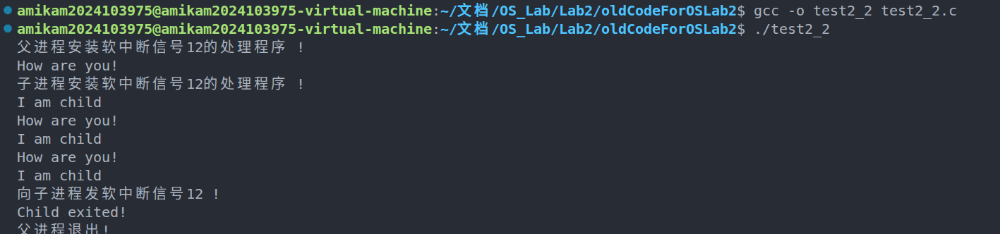 amikam2024103975@amikam2024103975-virtual-machine:~/文档/OS_Lab/Lab2/oldCodeForOSLab2$ gcc -o test2_2 test2_2.c
amikam2024103975@amikam2024103975-virtual-machine:~/文档/OS_Lab/Lab2/oldCodeForOSLab2$ ./test2_2
父进程安装软中断信号12的处理程序 !
How are you!
子进程安装软中断信号12的处理程序 !
I am child
How are you!
I am child
How are you!
I am child
向子进程发软中断信号12 !
Child exited!
父进程退出!